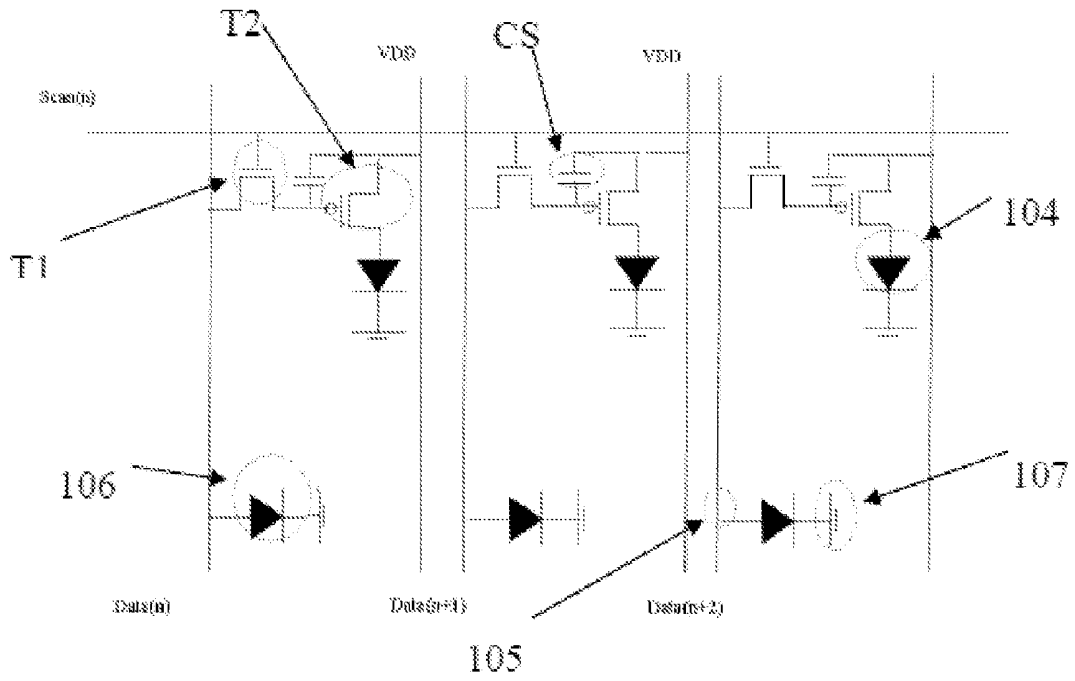 T2
VDD
CS
VDD
Scan(n)
T1
104
106
107
Data(n)
Data(n+1)
Data(n+2)
105